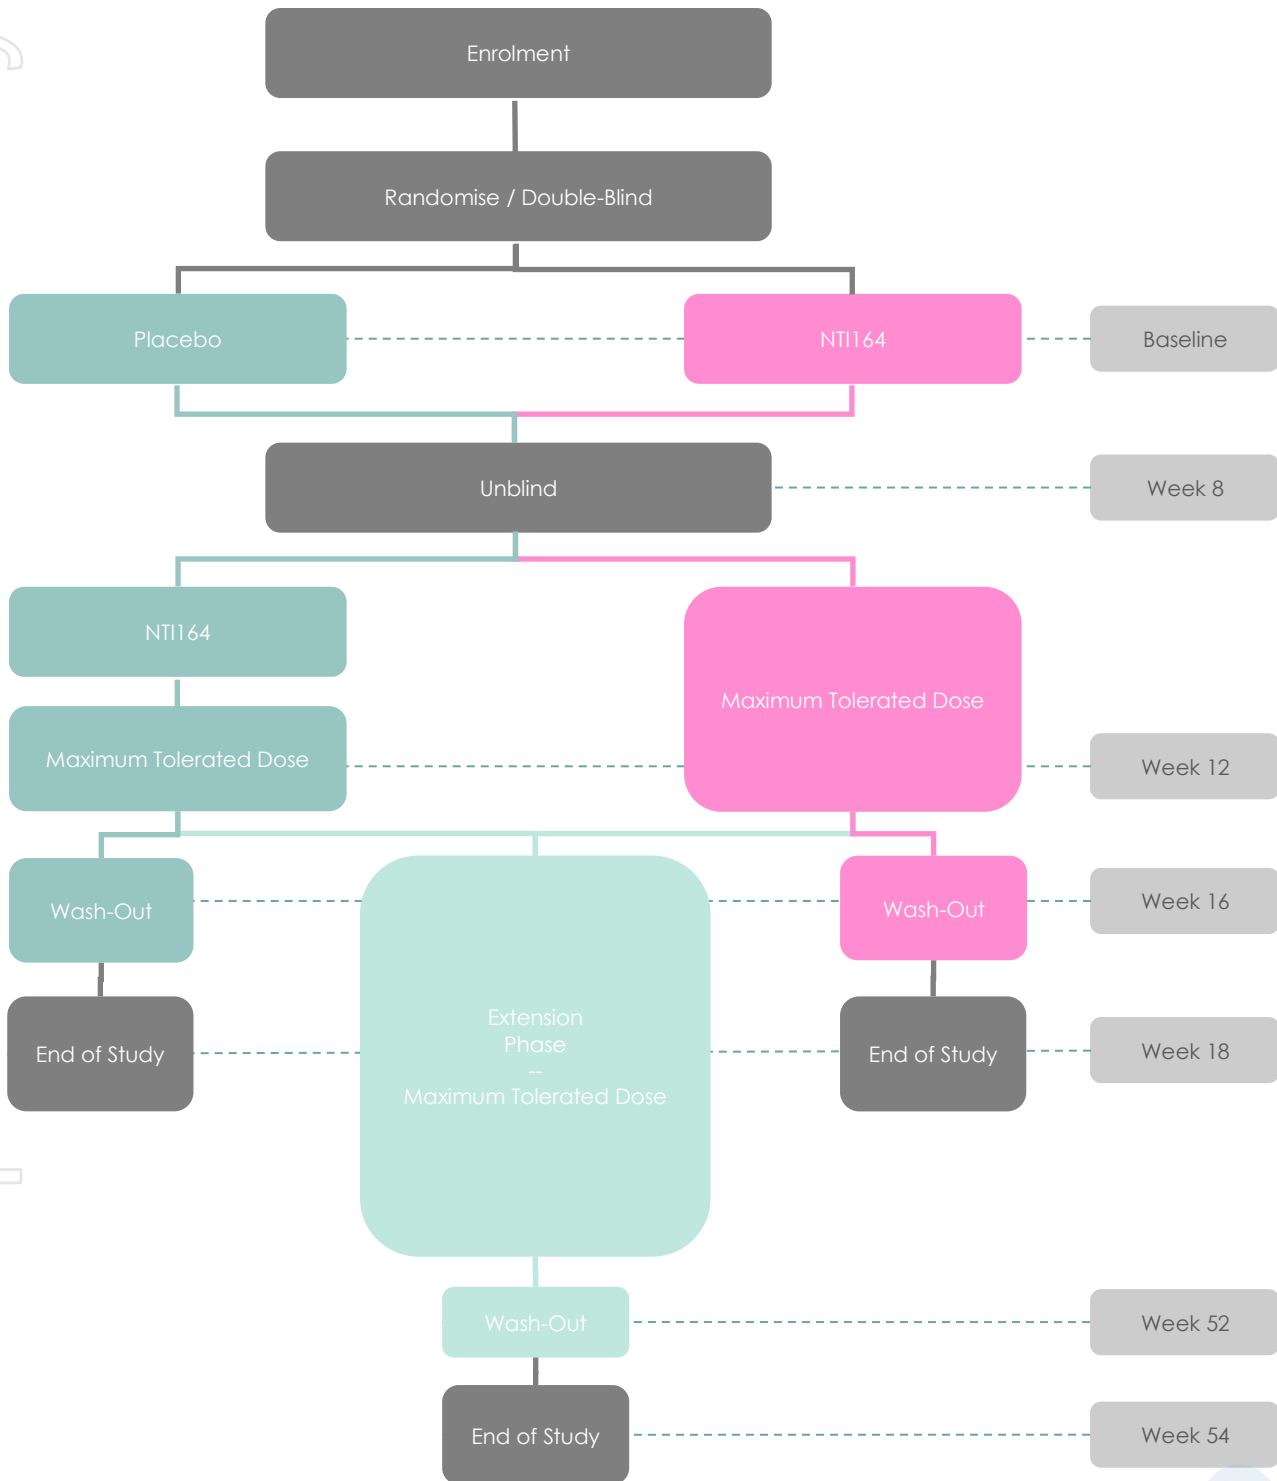 Enrolment
Randomise / Double-Blind
Placebo
NTI164
Baseline
Unblind
Week 8
NTI164
Maximum Tolerated Dose
Maximum Tolerated Dose
Week 12
Wash-Out
Wash-Out
Week 16
Extension
Phase
--
Maximum Tolerated Dose
End of Study
End of Study
Week 18
Wash-Out
Week 52
End of Study
Week 54